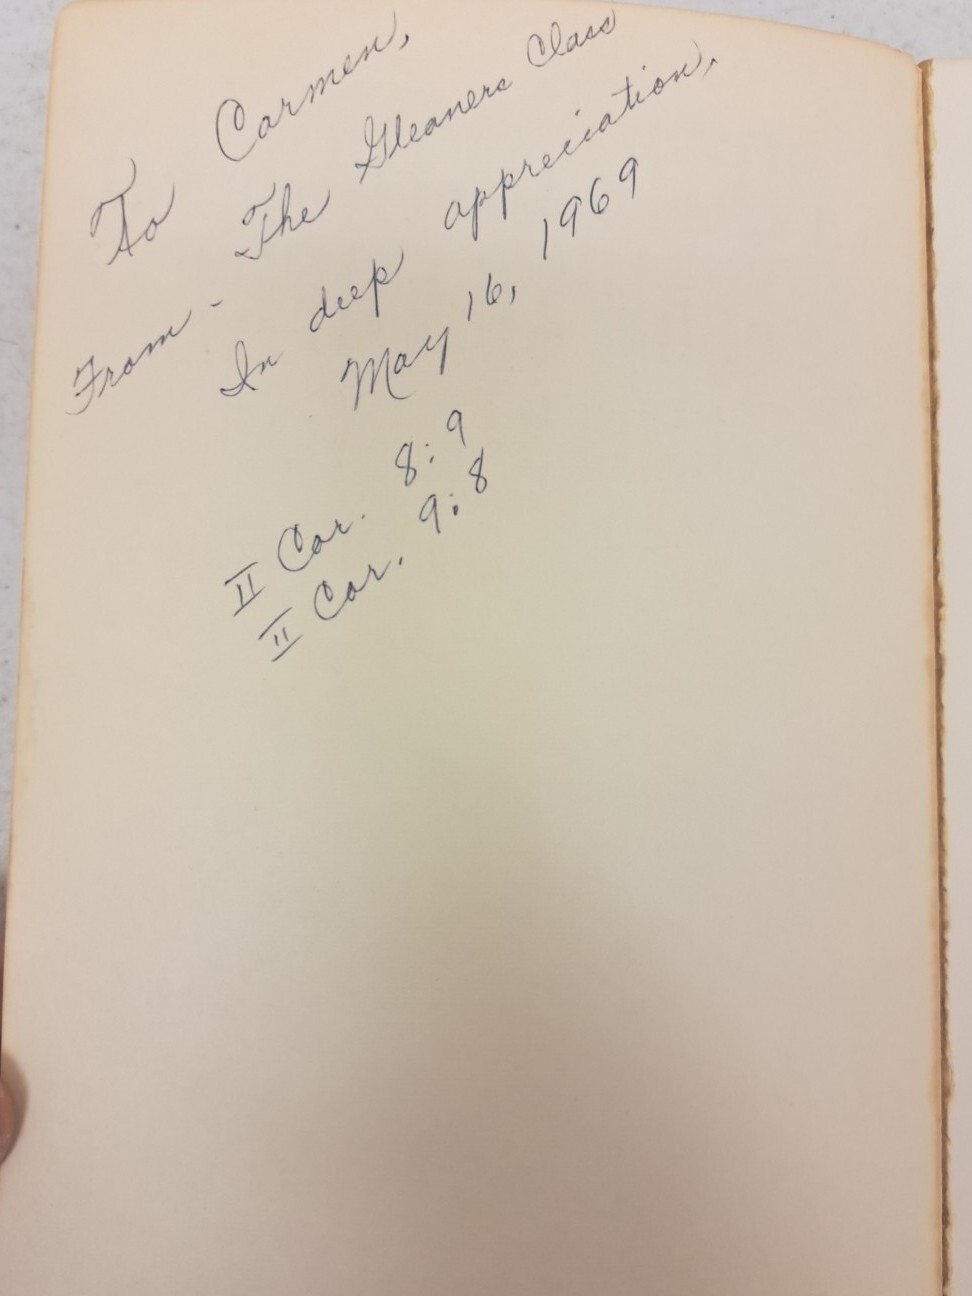 To Carmen,
From - The Gleaners Class
In deep appreciation,
May 16, 1969
II Cor. 8:9
II Cor. 9:8